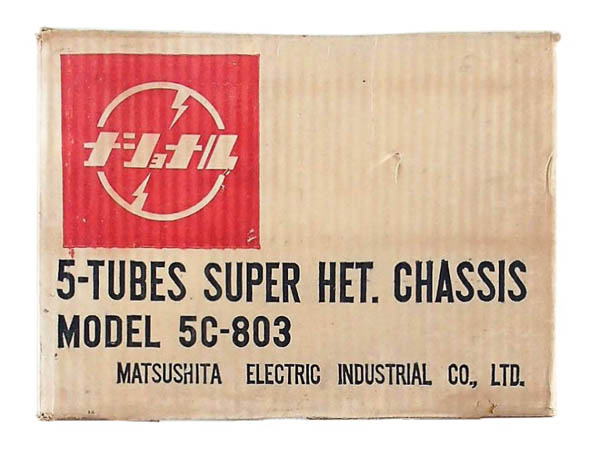 ナショナル
5-TUBES SUPER HET. CHASSIS
MODEL 5C-803
MATSUSHITA ELECTRIC INDUSTRIAL CO., LTD.